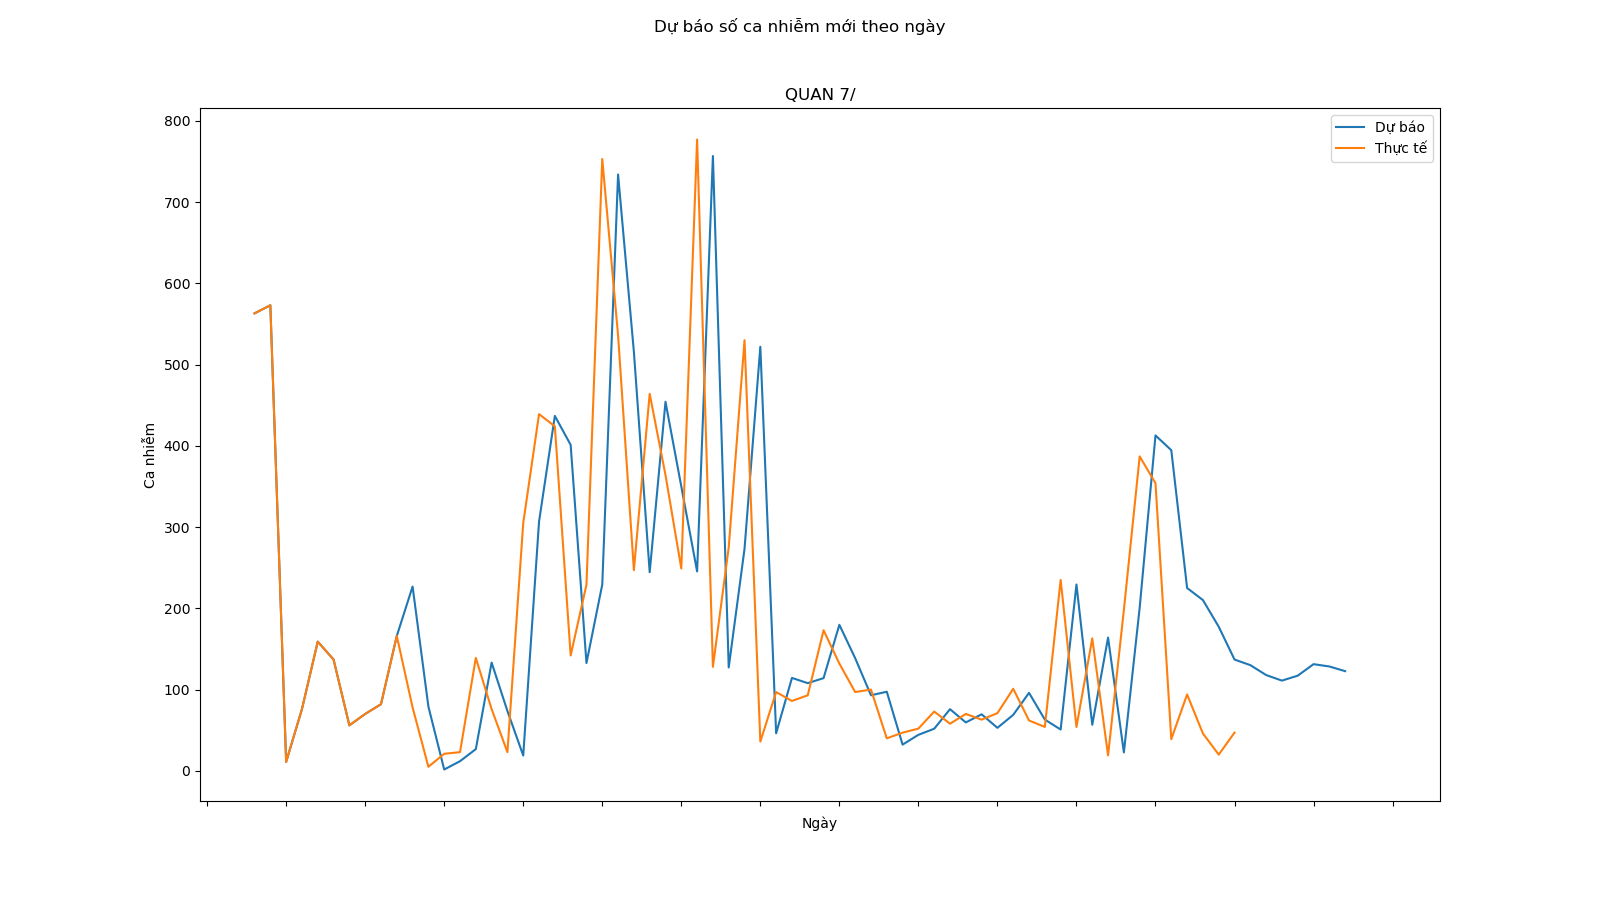 Dự báo số ca nhiễm mới theo ngày
QUAN 7/
Dự báo
Thực tế
800
700
600
500
400
300
200
100
0
Ca nhiễm
Ngày